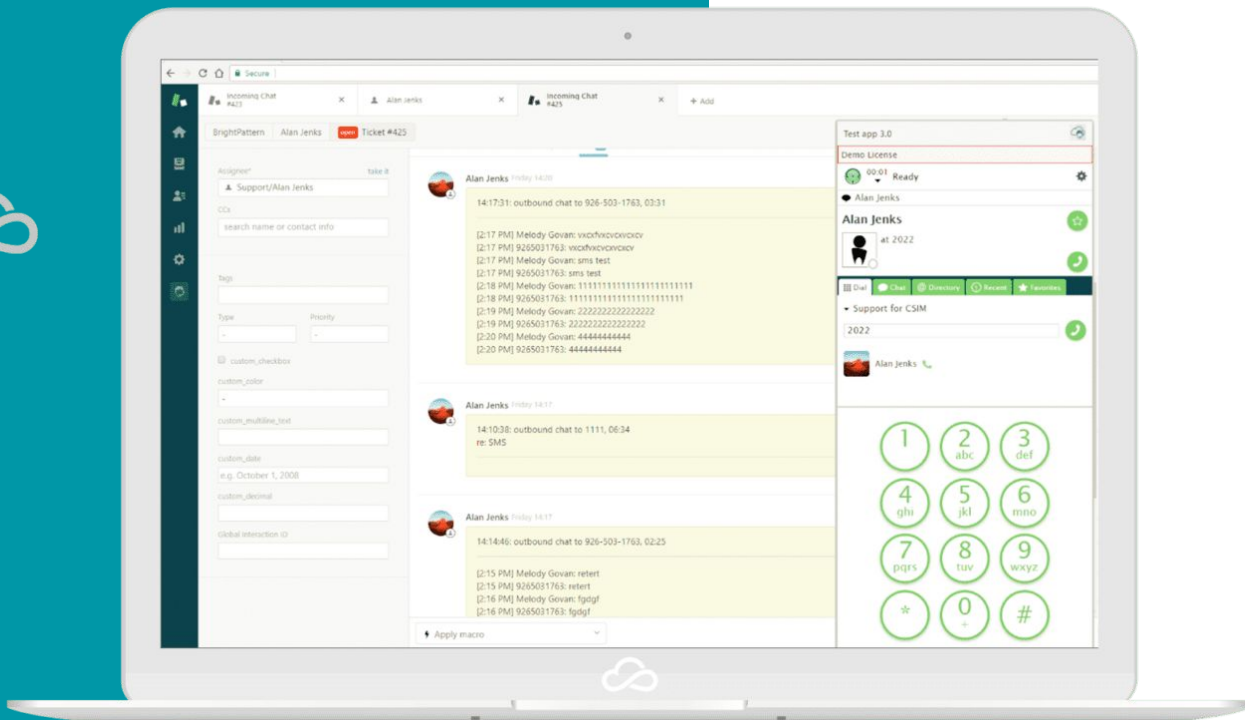 Secure
Incoming Chat
#423
Alan Jenks
Incoming Chat
#425
+ Add
BrightPattern
Alan Jenks
open
Ticket #425
Assignee*
take it
Support/Alan Jenks
CCs
search name or contact info
Tags
Type
Priority
-
-
custom_checkbox
custom_color
-
custom_multiline_text
custom_date
e.g. October 1, 2008
custom_decimal
Global Interaction ID
Alan Jenks Friday 14:20
14:17:31: outbound chat to 926-503-1763, 03:31
[2:17 PM] 9265031763: vxcxfvxcvcxvcxcv
[2:17 PM] Melody Govan: sms test
[2:17 PM] 9265031763: sms test
[2:18 PM] Melody Govan:
[2:18 PM] 9265031763:
[2:19 PM] Melody Govan: 2222222222222222
[2:19 PM] 9265031763: 2222222222222222
[2:20 PM] Melody Govan: 44444444444
[2:20 PM] 9265031763: 44444444444
Alan Jenks Friday 14:17
14:10:38: outbound chat to 1111, 06:34
re: SMS
Alan Jenks Friday 14:17
14:14:46: outbound chat to 926-503-1763, 02:25
[2:15 PM] Melody Govan: retert
[2:15 PM] 9265031763: retert
[2:16 PM] Melody Govan: fgdgf
[2:16 PM] 9265031763: fgdgf
Apply macro
Test app 3.0
Demo License
00:01
Ready
Alan Jenks
Alan Jenks
at 2022
Dial
Chat
Directory
Recent
Favorites
Support for CSIM
2022
Alan Jenks
1
2
abc
3
def
4
ghi
5
jkl
6
mno
7
pqrs
8
tuv
9
wxyz
*
0
+
#